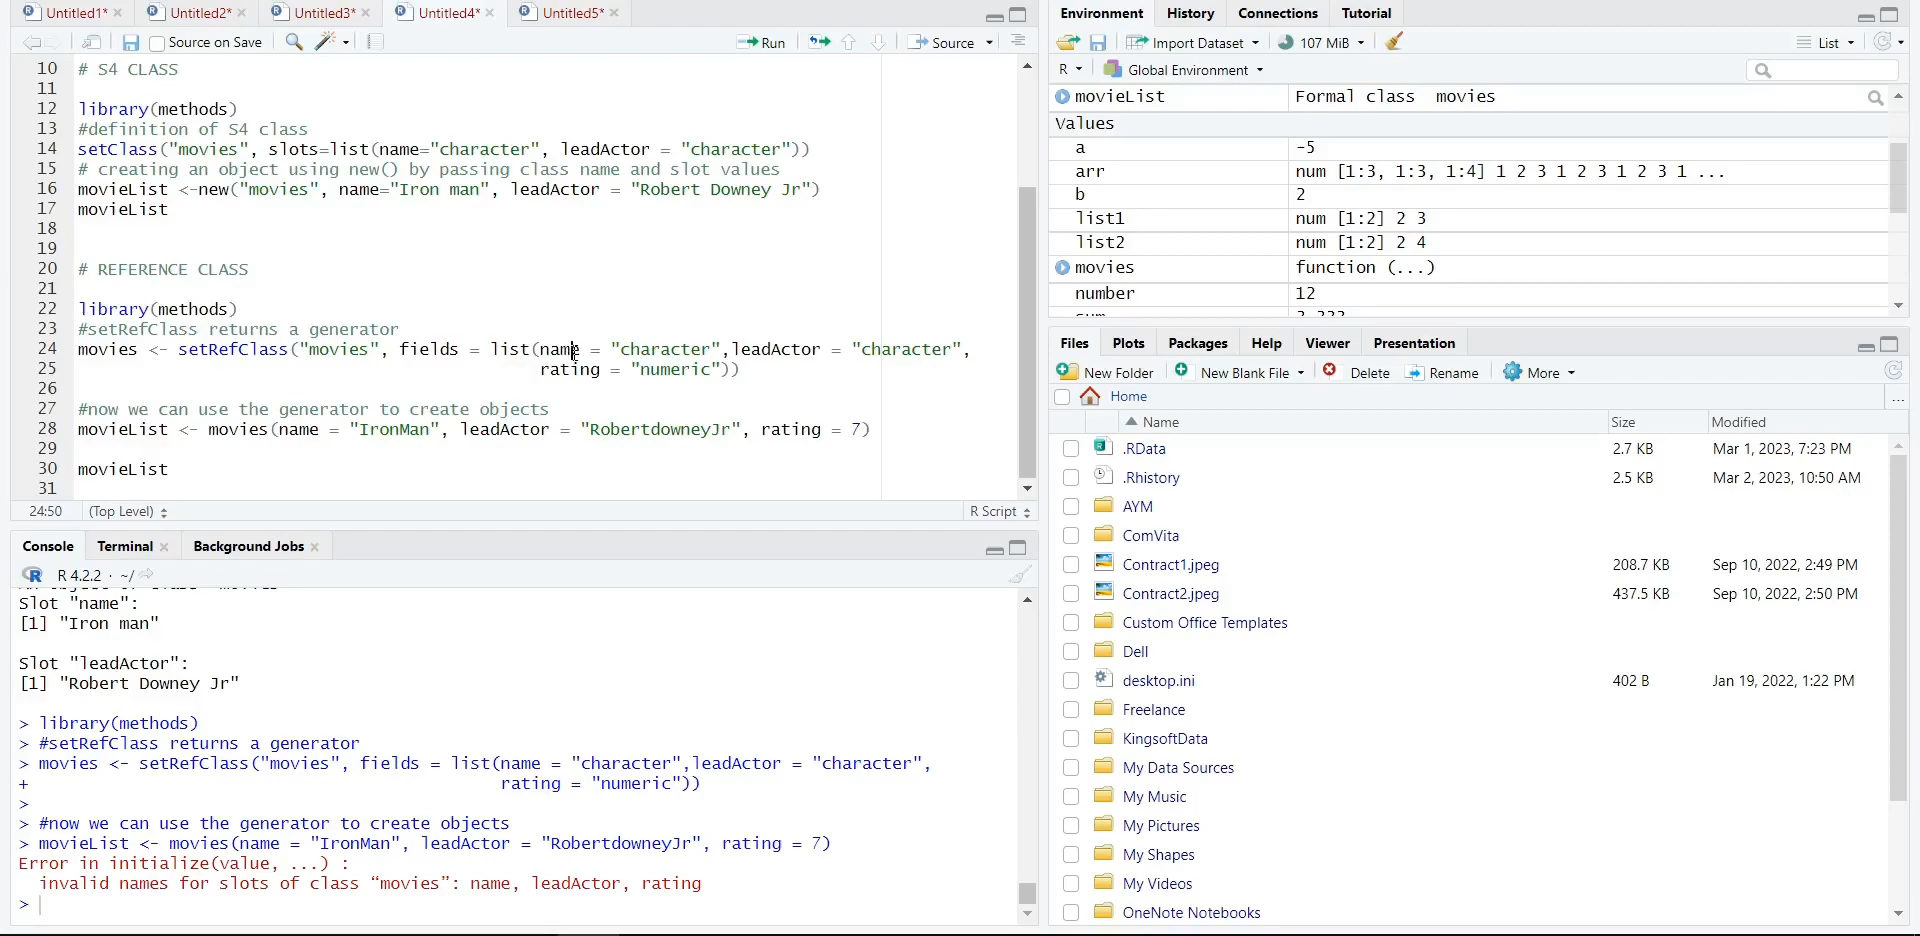 Untitled1* Untitled2* Untitled3* Untitled4* Untitled5*
Source on Save Run Source
10 # S4 CLASS
11
12 library(methods)
13 #definition of S4 class
14 setClass("movies", slots=list(name="character", leadActor = "character"))
15 # creating an object using new() by passing class name and slot values
16 movieList <-new("movies", name="Iron man", leadActor = "Robert Downey Jr")
17 movieList
18
19
20 # REFERENCE CLASS
21
22 library(methods)
23 #setRefClass returns a generator
24 movies <- setRefClass("movies", fields = list(name = "character",leadActor = "character",
25 rating = "numeric"))
26
27 #now we can use the generator to create objects
28 movieList <- movies(name = "IronMan", leadActor = "RobertdowneyJr", rating = 7)
29
30 movieList
31
24:50 (Top Level) R Script
Console Terminal Background Jobs
R 4.2.2 · ~/
Slot "name":
[1] "Iron man"
Slot "leadActor":
[1] "Robert Downey Jr"
> library(methods)
> #setRefClass returns a generator
> movies <- setRefClass("movies", fields = list(name = "character",leadActor = "character",
+ rating = "numeric"))
>
> #now we can use the generator to create objects
> movieList <- movies(name = "IronMan", leadActor = "RobertdowneyJr", rating = 7)
Error in initialize(value, ...) :
invalid names for slots of class “movies”: name, leadActor, rating
>
Environment History Connections Tutorial
Import Dataset 107 MiB List
R Global Environment
movieList Formal class movies
Values
a -5
arr num [1:3, 1:3, 1:4] 1 2 3 1 2 3 1 2 3 1 ...
b 2
list1 num [1:2] 2 3
list2 num [1:2] 2 4
movies function (...)
number 12
Files Plots Packages Help Viewer Presentation
New Folder New Blank File Delete Rename More
Home ...
Name Size Modified
.RData 2.7 KB Mar 1, 2023, 7:23 PM
.Rhistory 2.5 KB Mar 2, 2023, 10:50 AM
AYM
ComVita
Contract1.jpeg 208.7 KB Sep 10, 2022, 2:49 PM
Contract2.jpeg 437.5 KB Sep 10, 2022, 2:50 PM
Custom Office Templates
Dell
desktop.ini 402 B Jan 19, 2022, 1:22 PM
Freelance
KingsoftData
My Data Sources
My Music
My Pictures
My Shapes
My Videos
OneNote Notebooks